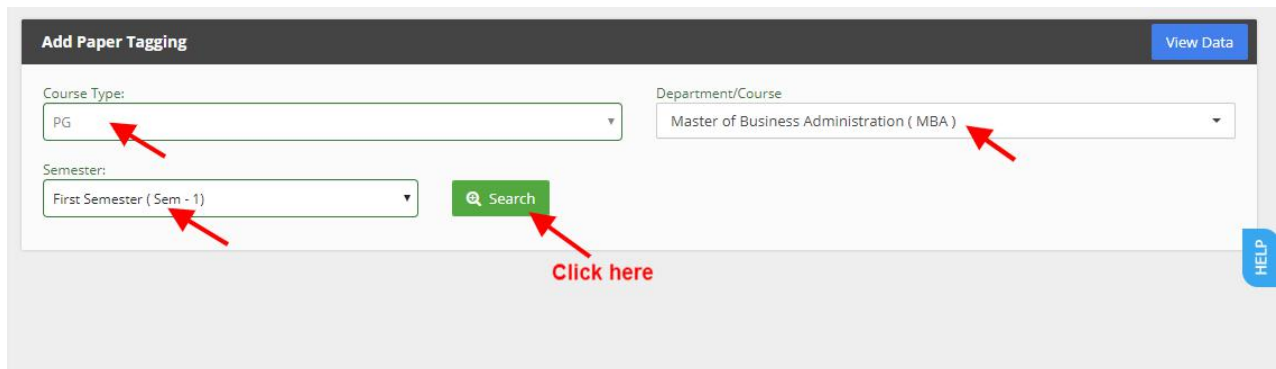 Add Paper Tagging
View Data
Course Type:
PG
Department/Course
Master of Business Administration ( MBA )
Semester:
First Semester ( Sem - 1)
Search
Click here
HELP